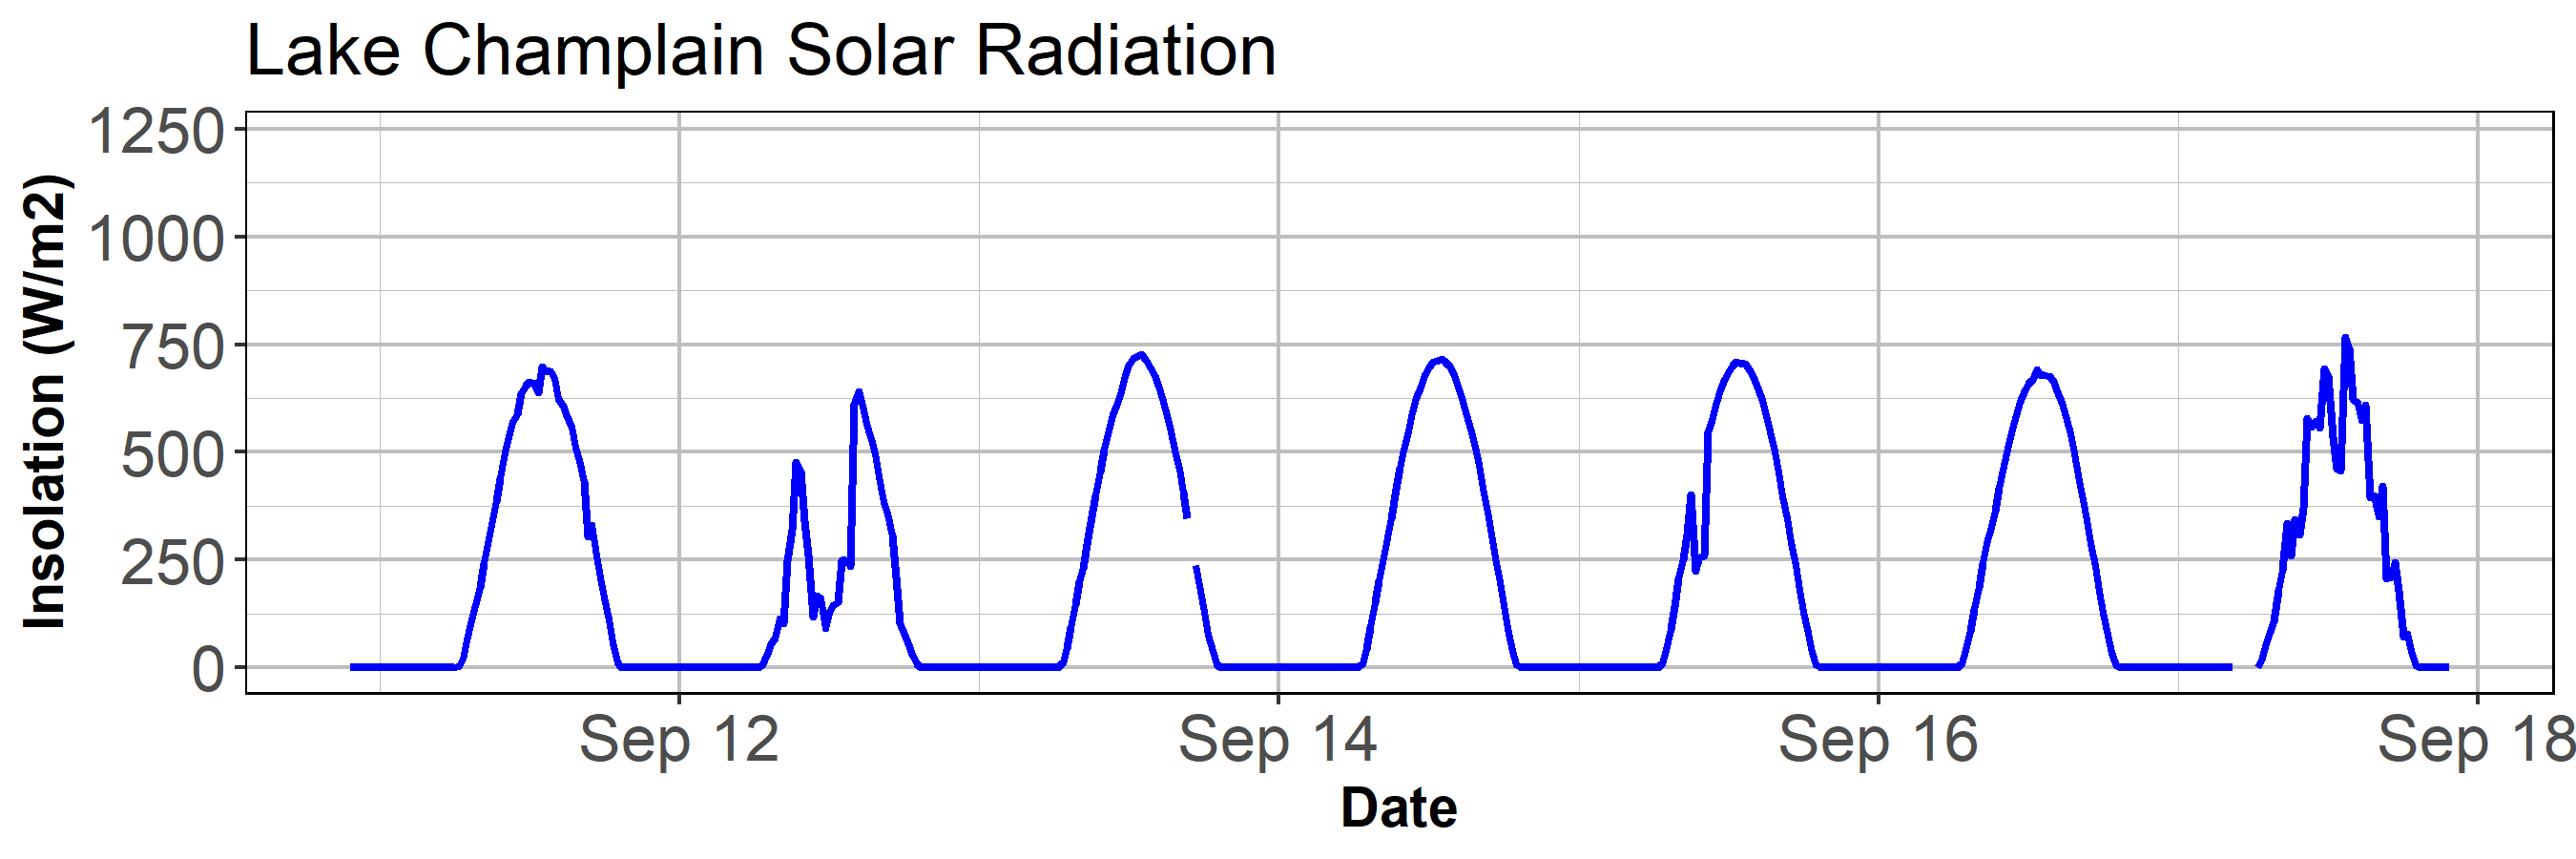 Lake Champlain Solar Radiation
1250
1000
750
500
250
0
Insolation (W/m2)
Sep 12
Sep 14
Sep 16
Sep 18
Date